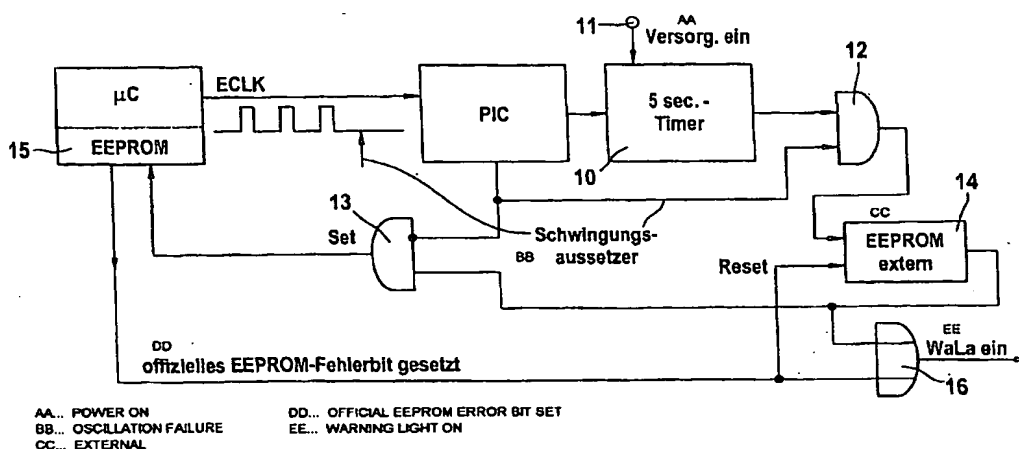 11
AA
Versorg. ein
12
µC
ECLK
PIC
5 sec.-
Timer
15
EEPROM
10
13
14
CC
Set
Schwingungs-
BB aussetzer
EEPROM
extern
Reset
DD
offizielles EEPROM-Fehlerbit gesetzt
EE
WaLa ein
16
AA... POWER ON
BB... OSCILLATION FAILURE
CC... EXTERNAL
DD... OFFICIAL EEPROM ERROR BIT SET
EE... WARNING LIGHT ON